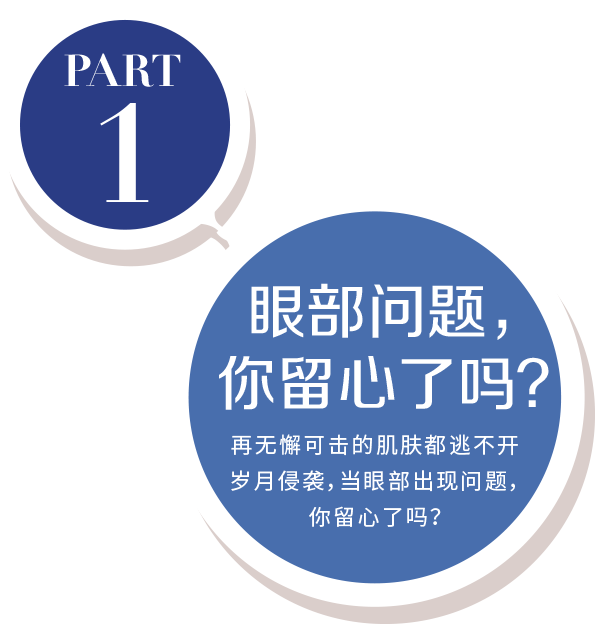 PART
1
眼部问题，
你留心了吗？
再无懈可击的肌肤都逃不开
岁月侵袭，当眼部出现问题，
你留心了吗？